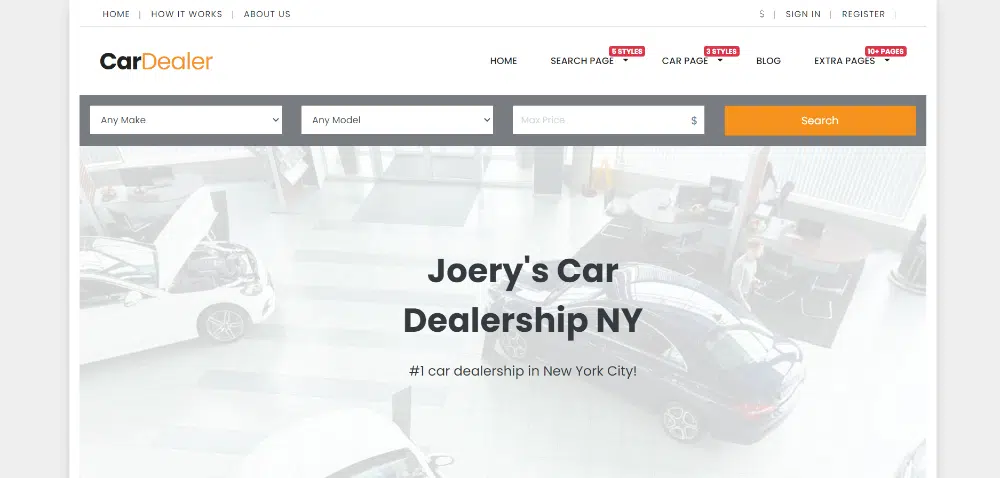 HOME | HOW IT WORKS | ABOUT US
$ | SIGN IN | REGISTER |
CarDealer
5 STYLES
3 STYLES
10+ PAGES
HOME SEARCH PAGE CAR PAGE BLOG EXTRA PAGES
Any Make Any Model Max Price $ Search
Joery's Car
Dealership NY
#1 car dealership in New York City!